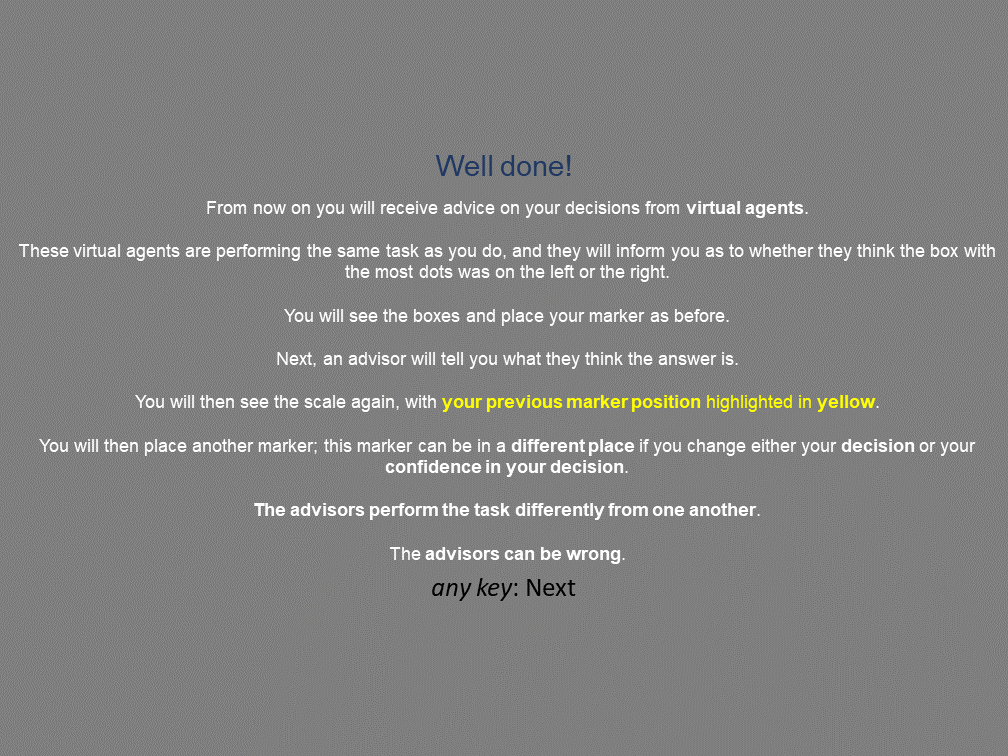 Well done!
From now on you will receive advice on your decisions from virtual agents.
These virtual agents are performing the same task as you do, and they will inform you as to whether they think the box with
the most dots was on the left or the right.
You will see the boxes and place your marker as before.
Next, an advisor will tell you what they think the answer is.
You will then see the scale again, with your previous marker position highlighted in yellow.
You will then place another marker; this marker can be in a different place if you change either your decision or your
confidence in your decision.
The advisors perform the task differently from one another.
The advisors can be wrong.
any key: Next